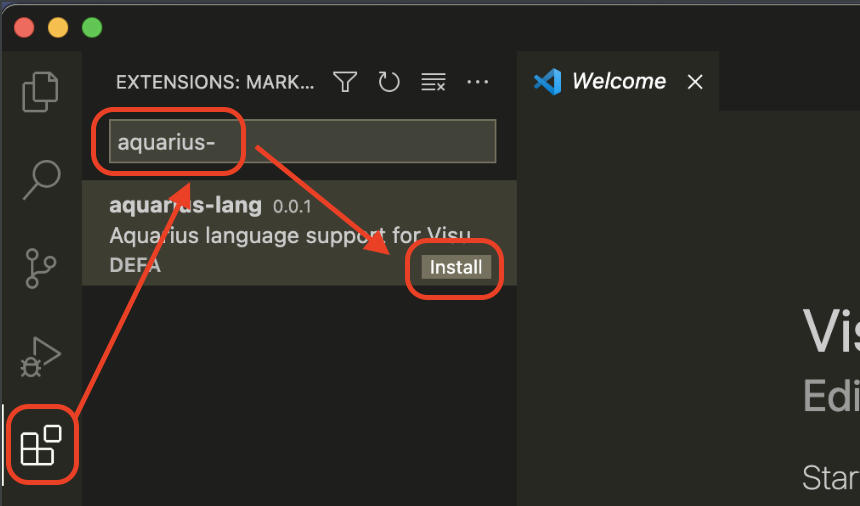 EXTENSIONS: MARK...
Welcome
aquarius-
aquarius-lang 0.0.1
Aquarius language support for Visu
DEFA
Install
Vis
Edi
Star